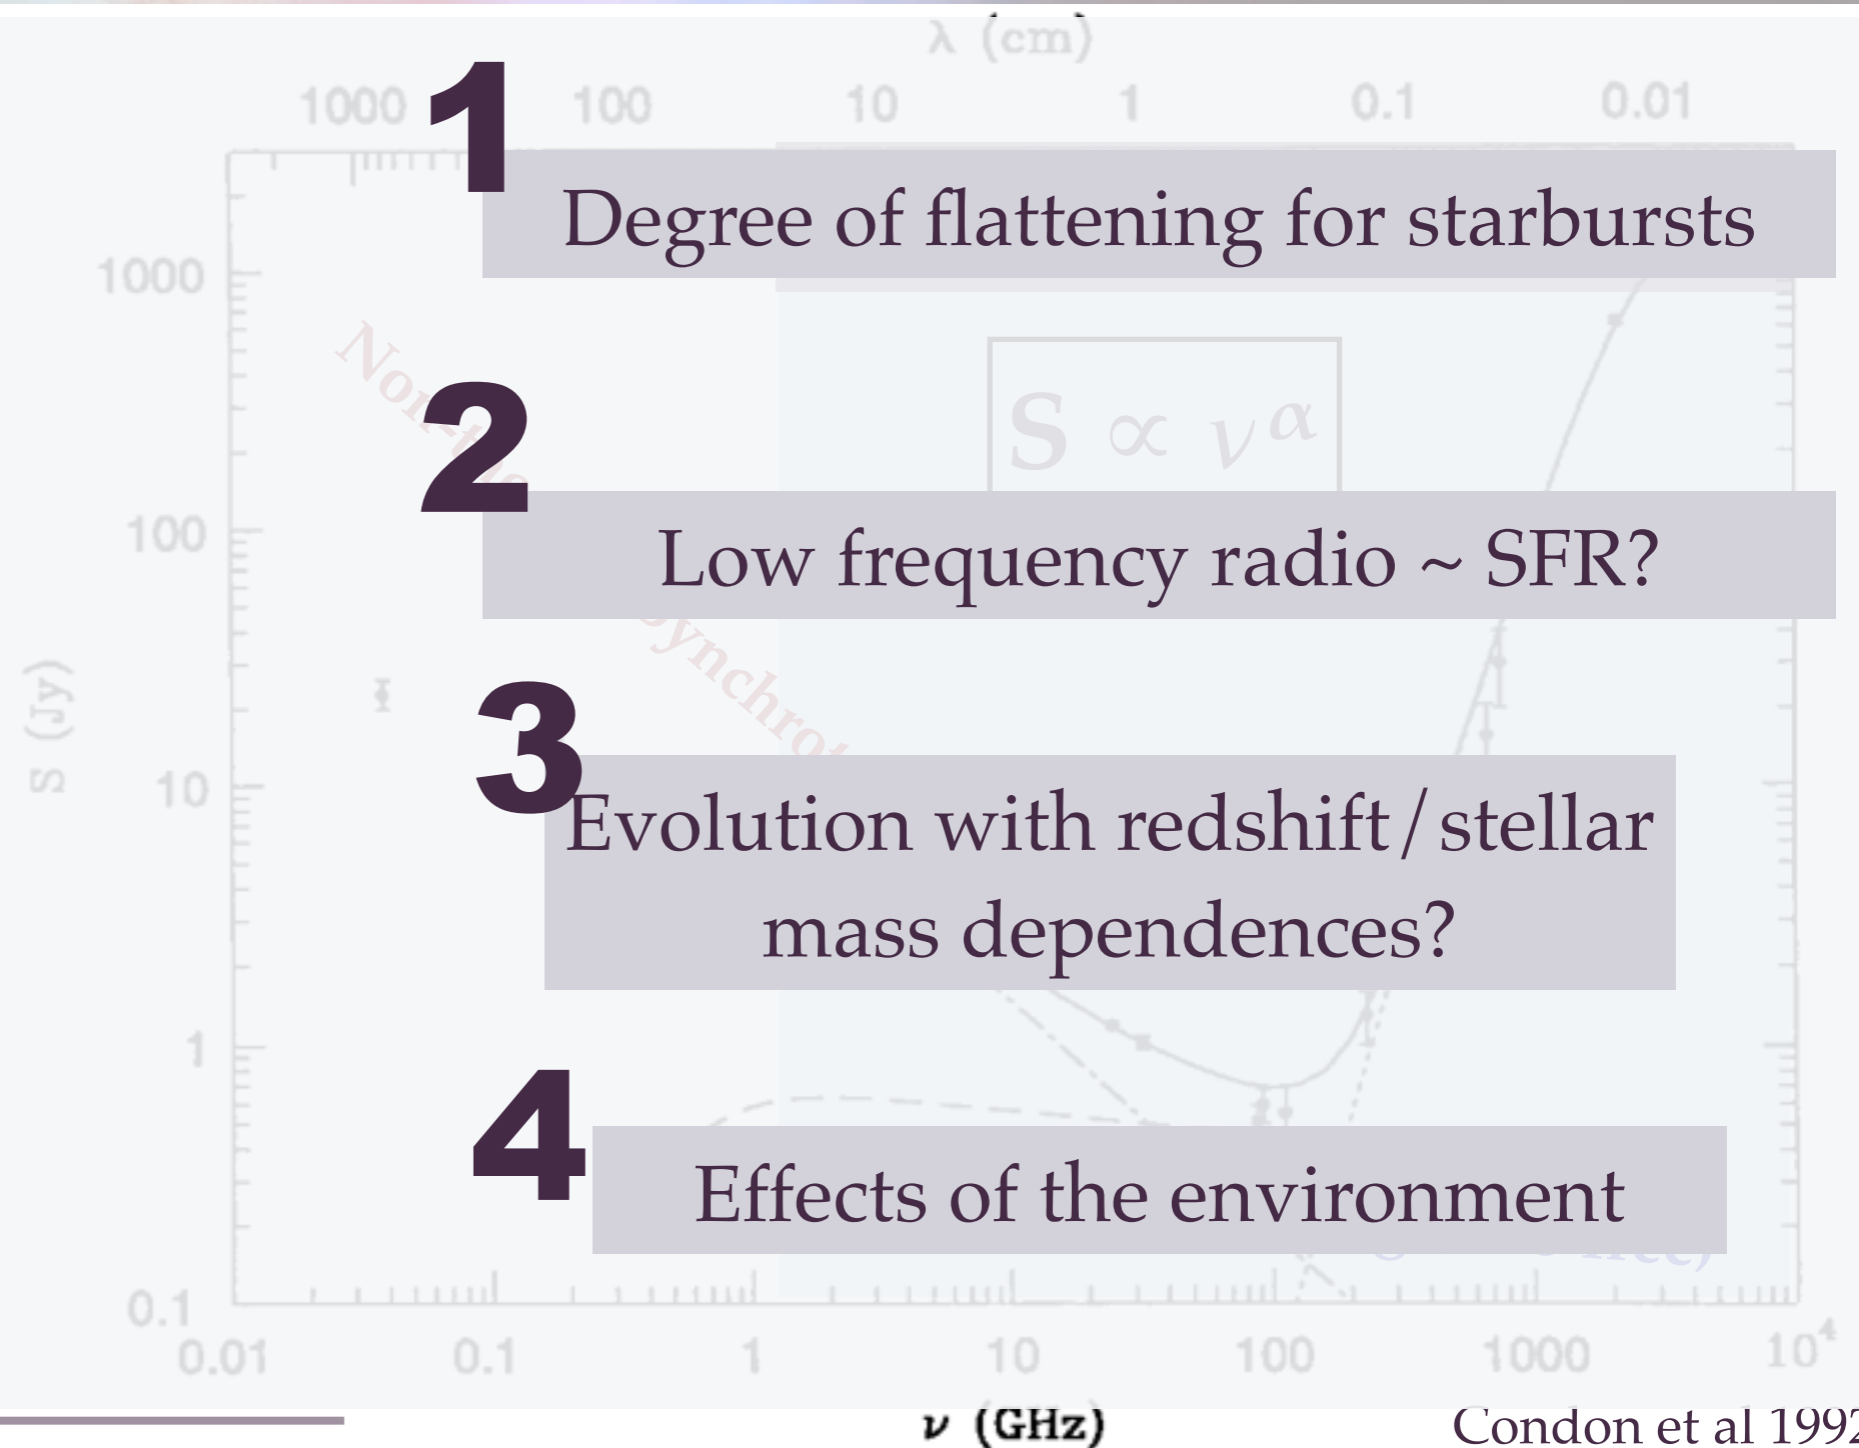 λ (cm)
1000 100 10 1 0.1 0.01
1
Degree of flattening for starbursts
1000
S ∝ ν^α
2
100
Low frequency radio ~ SFR?
S (Jy)
3
10
Evolution with redshift/stellar
mass dependences?
1
4
Effects of the environment
0.1
0.01 0.1 1 10 100 1000 10^4
ν (GHz)
Condon et al 1992